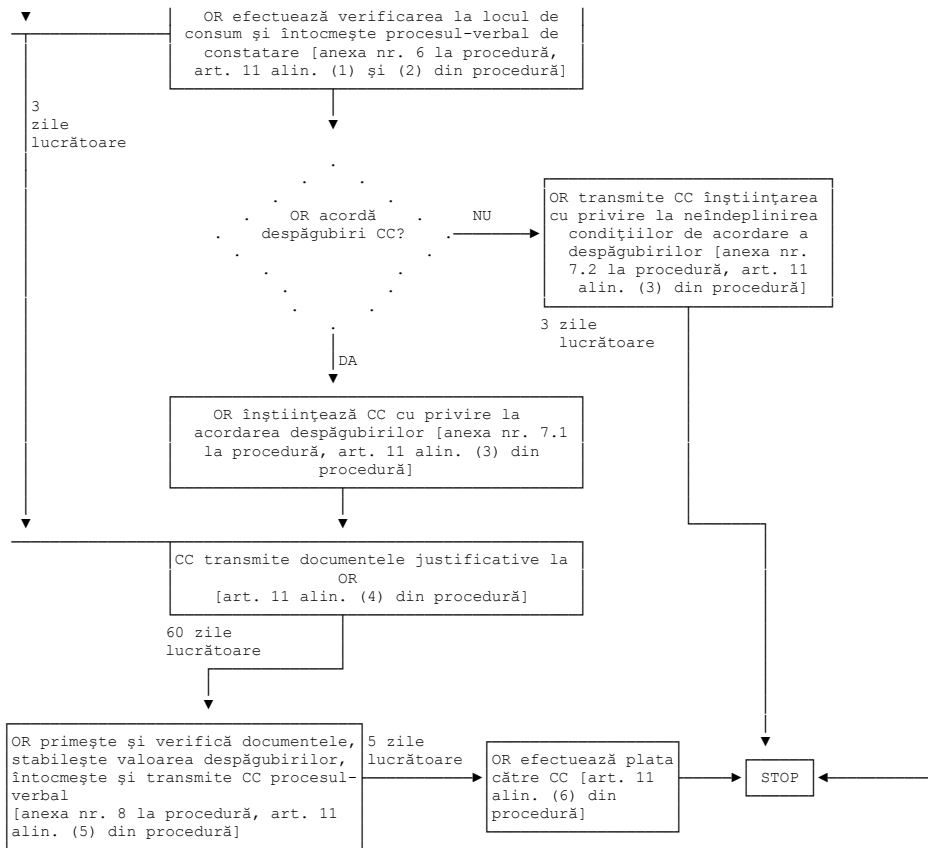 OR efectuează verificarea la locul de
consum şi întocmeşte procesul-verbal de
constatare [anexa nr. 6 la procedură,
art. 11 alin. (1) şi (2) din procedură]
3
zile
lucrătoare
OR acordă
despăgubiri CC?
NU
OR transmite CC înştiinţarea
cu privire la neîndeplinirea
condiţiilor de acordare a
despăgubirilor [anexa nr.
7.2 la procedură, art. 11
alin. (3) din procedură]
3 zile
lucrătoare
DA
OR înştiinţează CC cu privire la
acordarea despăgubirilor [anexa nr. 7.1
la procedură, art. 11 alin. (3) din
procedură]
CC transmite documentele justificative la
OR
[art. 11 alin. (4) din procedură]
60 zile
lucrătoare
OR primeşte şi verifică documentele,
stabileşte valoarea despăgubirilor,
întocmeşte şi transmite CC procesul-
verbal
[anexa nr. 8 la procedură, art. 11
alin. (5) din procedură]
5 zile
lucrătoare
OR efectuează plata
către CC [art. 11
alin. (6) din
procedură]
STOP